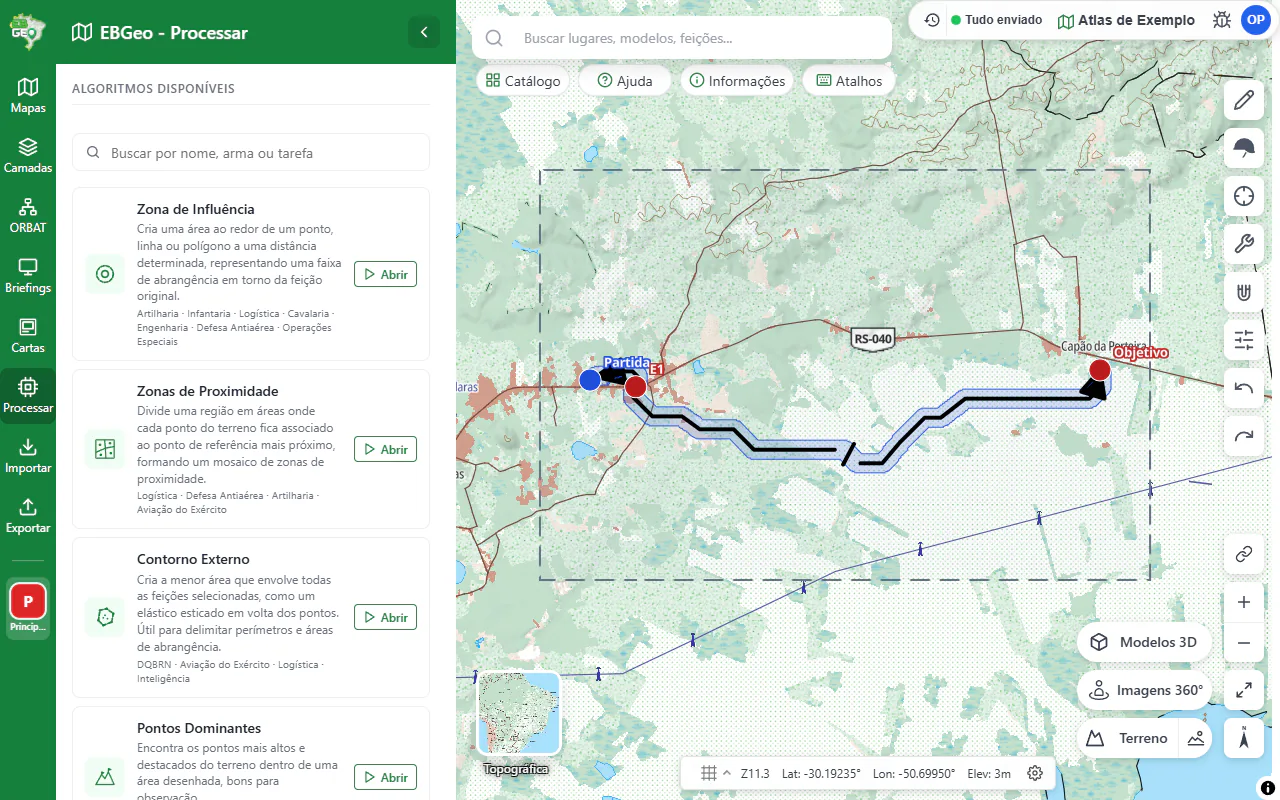 EBGeo - Processar
Mapas
Camadas
ORBAT
Briefings
Cartas
Processar
Importar
Exportar
P
Princip...
ALGORITMOS DISPONÍVEIS
Buscar por nome, arma ou tarefa
Zona de Influência
Cria uma área ao redor de um ponto,
linha ou polígono a uma distância
determinada, representando uma faixa
de abrangência em torno da feição
original.
Artilharia · Infantaria · Logística · Cavalaria ·
Engenharia · Defesa Antiaérea · Operações
Especiais
Abrir
Zonas de Proximidade
Divide uma região em áreas onde
cada ponto do terreno fica associado
ao ponto de referência mais próximo,
formando um mosaico de zonas de
proximidade.
Logística · Defesa Antiaérea · Artilharia ·
Aviação do Exército
Abrir
Contorno Externo
Cria a menor área que envolve todas
as feições selecionadas, como um
elástico esticado em volta dos pontos.
Útil para delimitar perímetros e áreas
de abrangência.
DQBRN · Aviação do Exército · Logística ·
Inteligência
Abrir
Pontos Dominantes
Encontra os pontos mais altos e
destacados do terreno dentro de uma
área desenhada, bons para
observação.
Abrir
Buscar lugares, modelos, feições...
Tudo enviado
Atlas de Exemplo
OP
Catálogo
Ajuda
Informações
Atalhos
RS-040
Capão da Porteira
Partida
E1
Objetivo
laras
as
Modelos 3D
Imagens 360°
Terreno
N
Topográfica
Z11.3 Lat: -30.19235° Lon: -50.69950° Elev: 3m